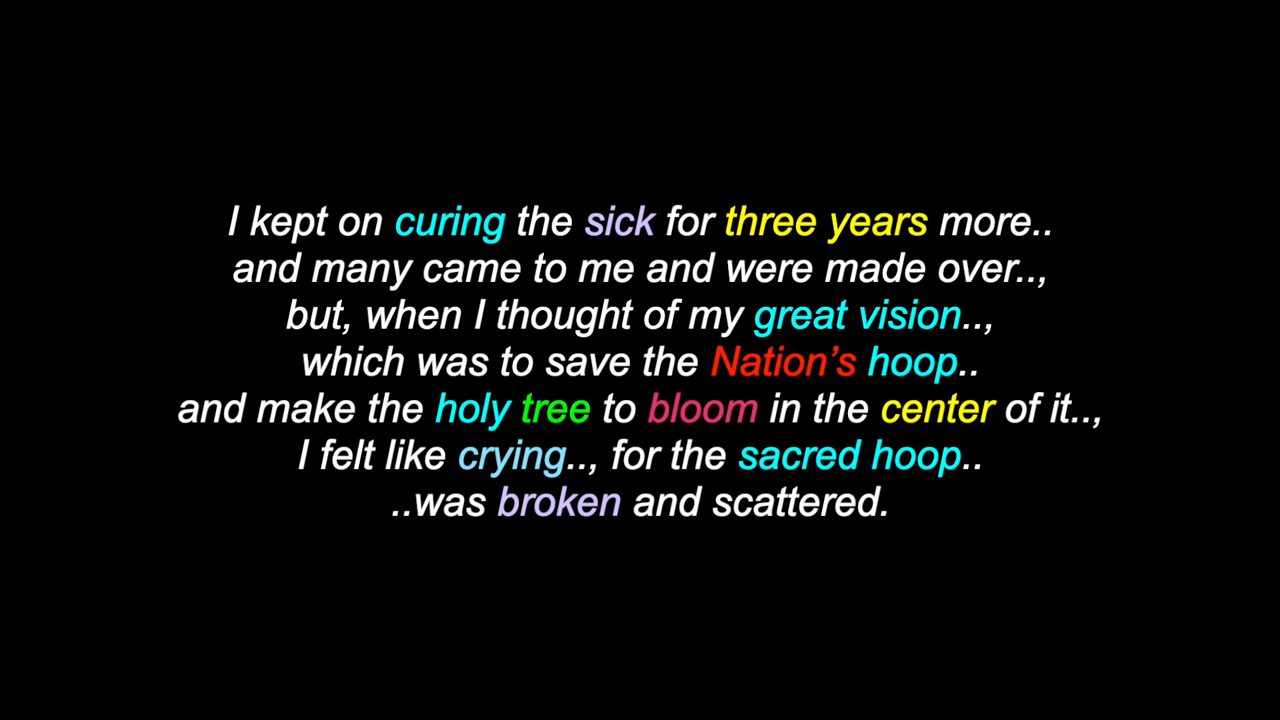 I kept on curing the sick for three years more..
and many came to me and were made over..,
but, when I thought of my great vision..,
which was to save the Nation’s hoop..
and make the holy tree to bloom in the center of it..,
I felt like crying.., for the sacred hoop..
..was broken and scattered.